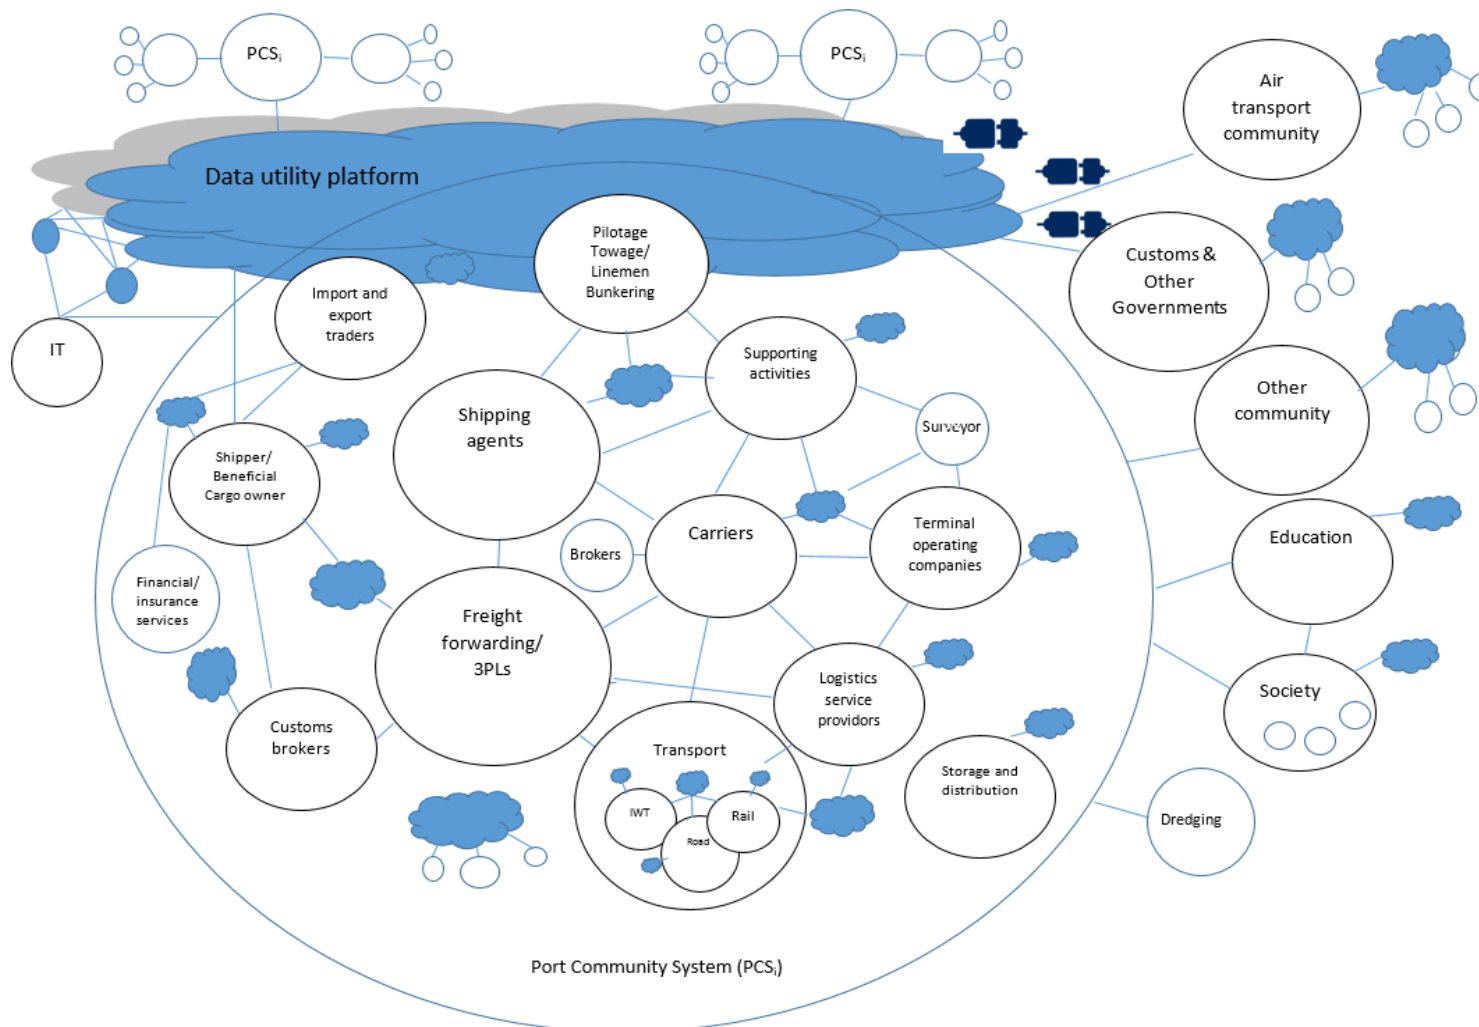 PCSi
PCSi
Air
transport
community
Data utility platform
Pilotage
Towage/
Linemen
Bunkering
Customs &
Other
Governments
Import and
export
traders
IT
Supporting
activities
Other
community
Shipping
agents
Surveyor
Shipper/
Beneficial
Cargo owner
Carriers
Brokers
Terminal
operating
companies
Education
Financial/
insurance
services
Freight
forwarding/
3PLs
Logistics
service
providors
Society
Customs
brokers
Transport
IWT
Road
Rail
Storage and
distribution
Dredging
Port Community System (PCSi)